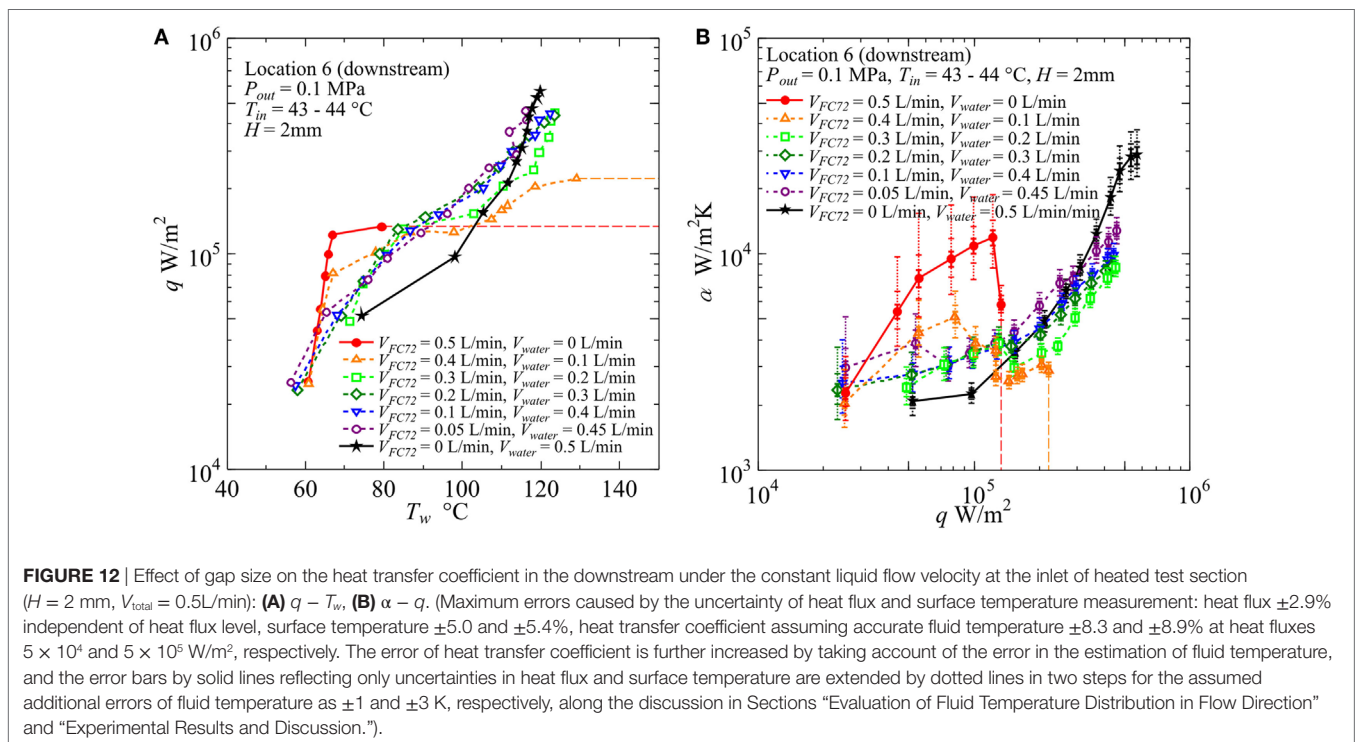 A
10^6
Location 6 (downstream)
P_out = 0.1 MPa
T_in = 43 - 44 °C
H = 2mm
q W/m^2
10^5
V_FC72 = 0.5 L/min, V_water = 0 L/min
V_FC72 = 0.4 L/min, V_water = 0.1 L/min
V_FC72 = 0.3 L/min, V_water = 0.2 L/min
V_FC72 = 0.2 L/min, V_water = 0.3 L/min
V_FC72 = 0.1 L/min, V_water = 0.4 L/min
V_FC72 = 0.05 L/min, V_water = 0.45 L/min
V_FC72 = 0 L/min, V_water = 0.5 L/min
10^4
40 60 80 100 120 140
T_w °C
B
10^5
Location 6 (downstream)
P_out = 0.1 MPa, T_in = 43 - 44 °C, H = 2mm
V_FC72 = 0.5 L/min, V_water = 0 L/min
V_FC72 = 0.4 L/min, V_water = 0.1 L/min
V_FC72 = 0.3 L/min, V_water = 0.2 L/min
V_FC72 = 0.2 L/min, V_water = 0.3 L/min
V_FC72 = 0.1 L/min, V_water = 0.4 L/min
V_FC72 = 0.05 L/min, V_water = 0.45 L/min
V_FC72 = 0 L/min, V_water = 0.5 L/min/min
α W/m^2K
10^4
10^3
10^4 10^5 10^6
q W/m^2
FIGURE 12 | Effect of gap size on the heat transfer coefficient in the downstream under the constant liquid flow velocity at the inlet of heated test section
(H = 2 mm, V_total = 0.5L/min): (A) q − T_w, (B) α − q. (Maximum errors caused by the uncertainty of heat flux and surface temperature measurement: heat flux ±2.9%
independent of heat flux level, surface temperature ±5.0 and ±5.4%, heat transfer coefficient assuming accurate fluid temperature ±8.3 and ±8.9% at heat fluxes
5 × 10^4 and 5 × 10^5 W/m², respectively. The error of heat transfer coefficient is further increased by taking account of the error in the estimation of fluid temperature,
and the error bars by solid lines reflecting only uncertainties in heat flux and surface temperature are extended by dotted lines in two steps for the assumed
additional errors of fluid temperature as ±1 and ±3 K, respectively, along the discussion in Sections “Evaluation of Fluid Temperature Distribution in Flow Direction”
and “Experimental Results and Discussion.”).